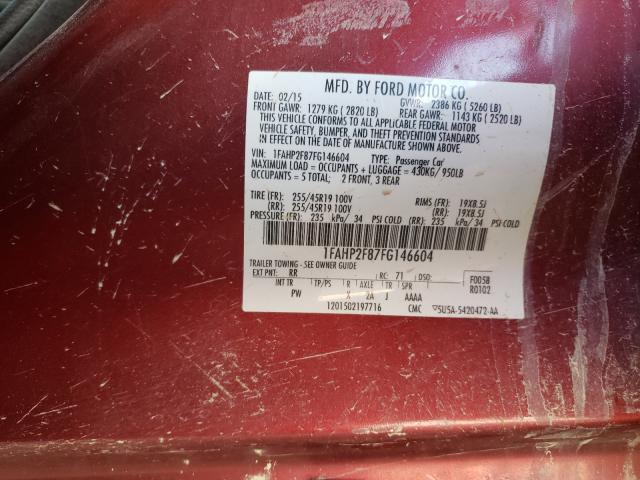 MFD. BY FORD MOTOR CO.
DATE: 02/15 GVWR: 2386 KG ( 5260 LB)
FRONT GAWR: 1279 KG ( 2820 LB) REAR GAWR: 1143 KG ( 2520 LB)
THIS VEHICLE CONFORMS TO ALL APPLICABLE FEDERAL MOTOR
VEHICLE SAFETY, BUMPER, AND THEFT PREVENTION STANDARDS
IN EFFECT ON THE DATE OF MANUFACTURE SHOWN ABOVE.
VIN: 1FAHP2F87FG146604 TYPE: Passenger Car
MAXIMUM LOAD = OCCUPANTS + LUGGAGE = 430KG/ 950LB
OCCUPANTS = 5 TOTAL; 2 FRONT, 3 REAR
TIRE (FR): 255/45R19 100V RIMS (FR): 19X8.5J
(RR): 255/45R19 100V (RR): 19X8.5J
PRESSURE (FR): 235 kPa/ 34 PSI COLD (RR): 235 kPa/ 34 PSI COLD
1FAHP2F87FG146604
TRAILER TOWING - SEE OWNER GUIDE
EXT PNT: RR RC: 71 DSO: F0058
R0102
INT TR TP/PS R AXLE TR SPR
PW X 2A J AAAA
1201502197716 CMC 5U5A-5420472-AA